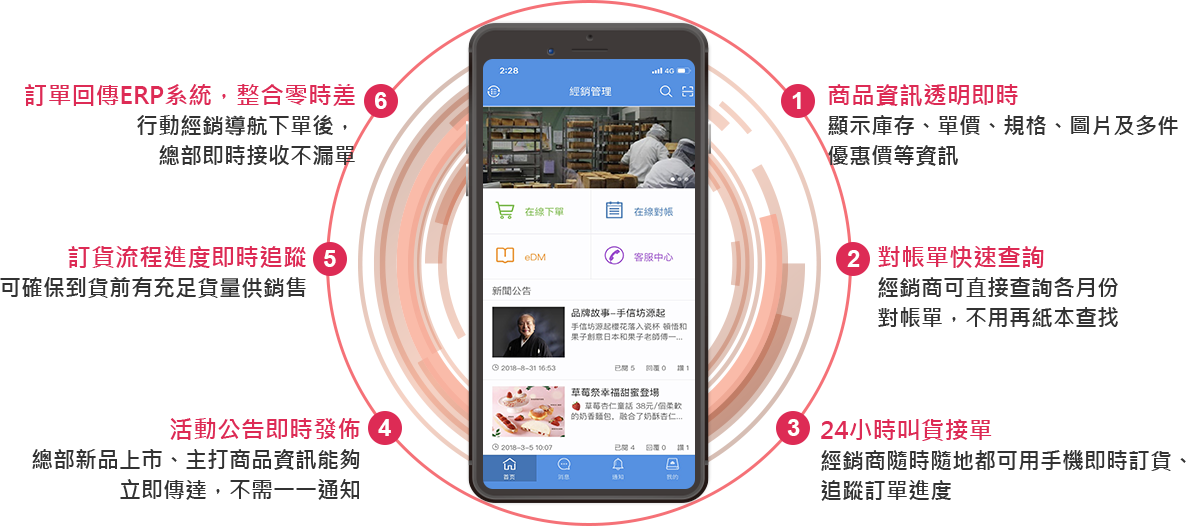 1
商品資訊透明即時
顯示庫存、單價、規格、圖片及多件
優惠價等資訊
2
對帳單快速查詢
經銷商可直接查詢各月份
對帳單，不用再紙本查找
3
24小時叫貨接單
經銷商隨時隨地都可用手機即時訂貨、
追蹤訂單進度
4
活動公告即時發佈
總部新品上市、主打商品資訊能夠
立即傳達，不需一一通知
5
訂貨流程進度即時追蹤
可確保到貨前有充足貨量供銷售
6
訂單回傳ERP系統，整合零時差
行動經銷導航下單後，
總部即時接收不漏單
2:28
4G
經銷管理
在線下單
在線對帳
eDM
客服中心
新聞公告
品牌故事-手信坊源起
手信坊源起櫻花落入瓷杯 頓悟和
果子創意日本和果子老師傅一...
2018-8-31 16:53
已閱 5 回覆 0 讚 1
草莓祭幸福甜蜜登場
🍓 草莓杏仁童話 38元/個柔軟
的奶香麵包，融合了奶酥杏仁...
2018-3-5 10:07
已閱 4 回覆 0 讚 1
首頁
消息
通知
我的